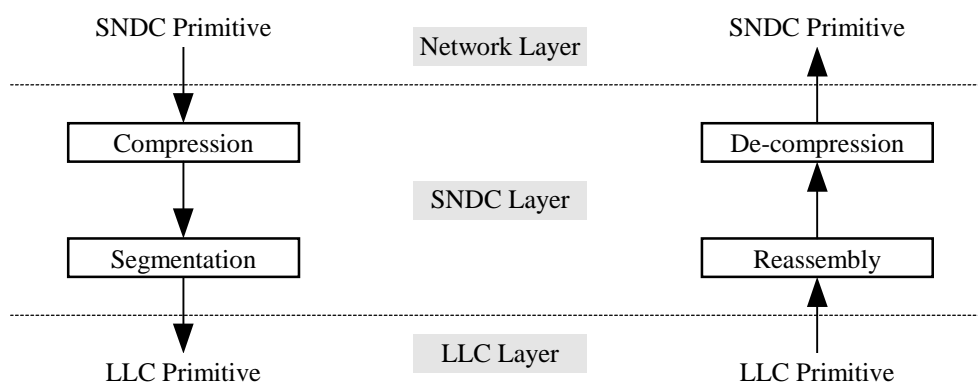 SNDC Primitive
Network Layer
SNDC Primitive
Compression
De-compression
SNDC Layer
Segmentation
Reassembly
LLC Primitive
LLC Layer
LLC Primitive